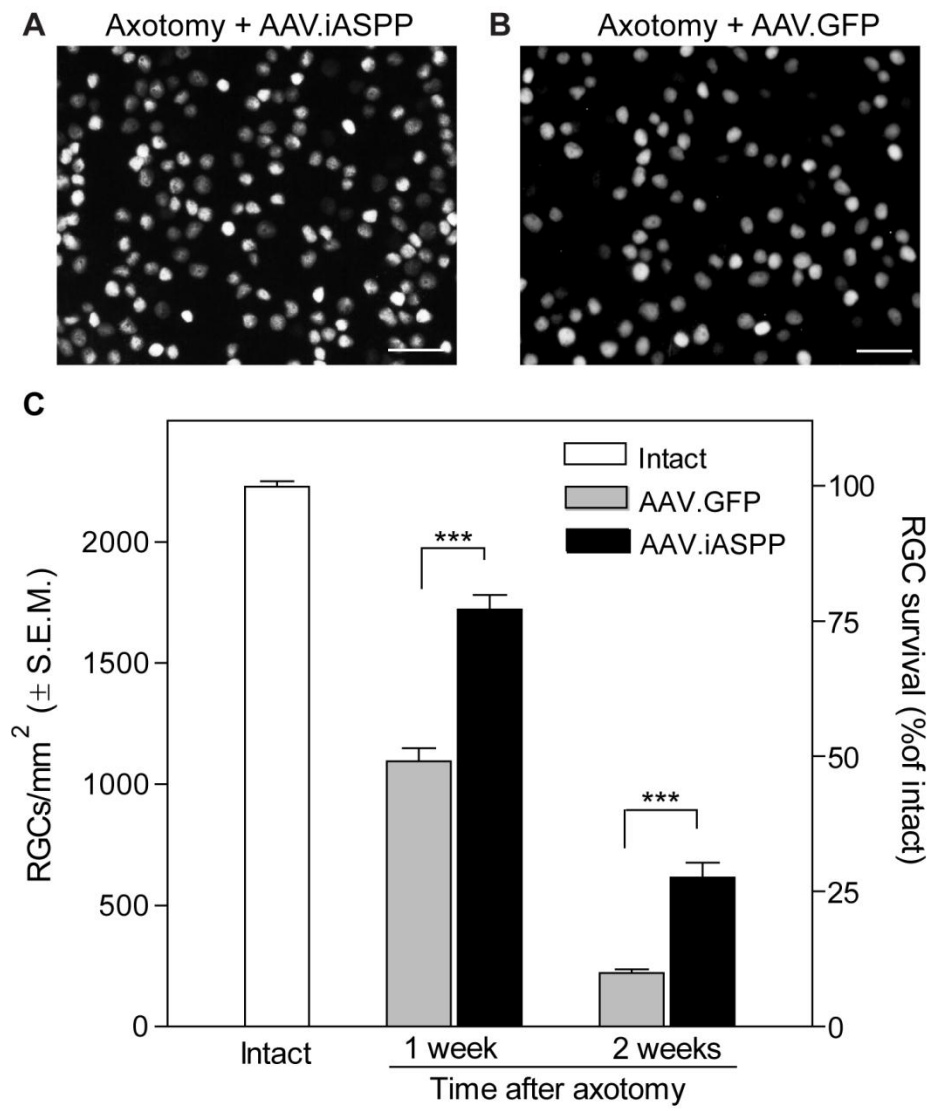 A Axotomy + AAV.iASPP
B Axotomy + AAV.GFP
C
Intact
AAV.GFP
AAV.iASPP
***
***
RGCs/mm² (± S.E.M.)
2000
1500
1000
500
0
100
75
50
25
0
RGC survival (%of intact)
Intact
1 week
2 weeks
Time after axotomy